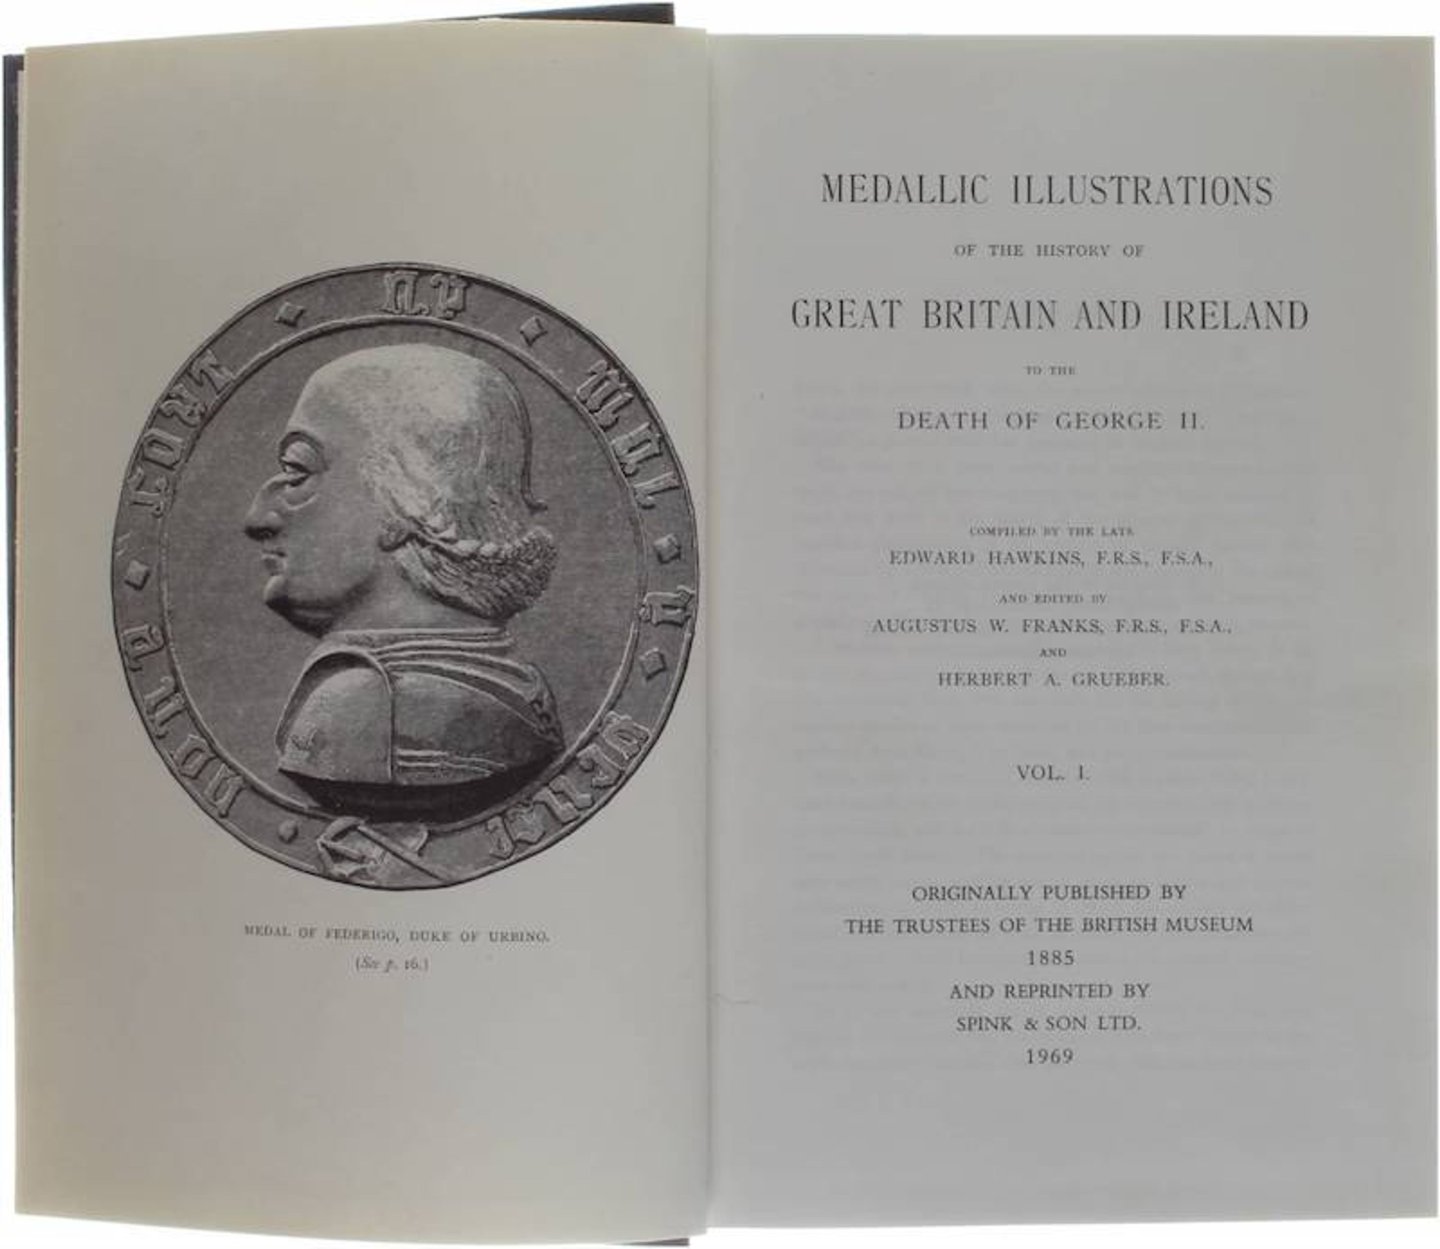 MEDAL OF FEDERIGO, DUKE OF URBINO.
(See p. 16.)
MEDALLIC ILLUSTRATIONS
OF THE HISTORY OF
GREAT BRITAIN AND IRELAND
TO THE
DEATH OF GEORGE II.
COMPILED BY THE LATE
EDWARD HAWKINS, F.R.S., F.S.A.,
AND EDITED BY
AUGUSTUS W. FRANKS, F.R.S., F.S.A.,
AND
HERBERT A. GRUEBER.
VOL. I.
ORIGINALLY PUBLISHED BY
THE TRUSTEES OF THE BRITISH MUSEUM
1885
AND REPRINTED BY
SPINK & SON LTD.
1969